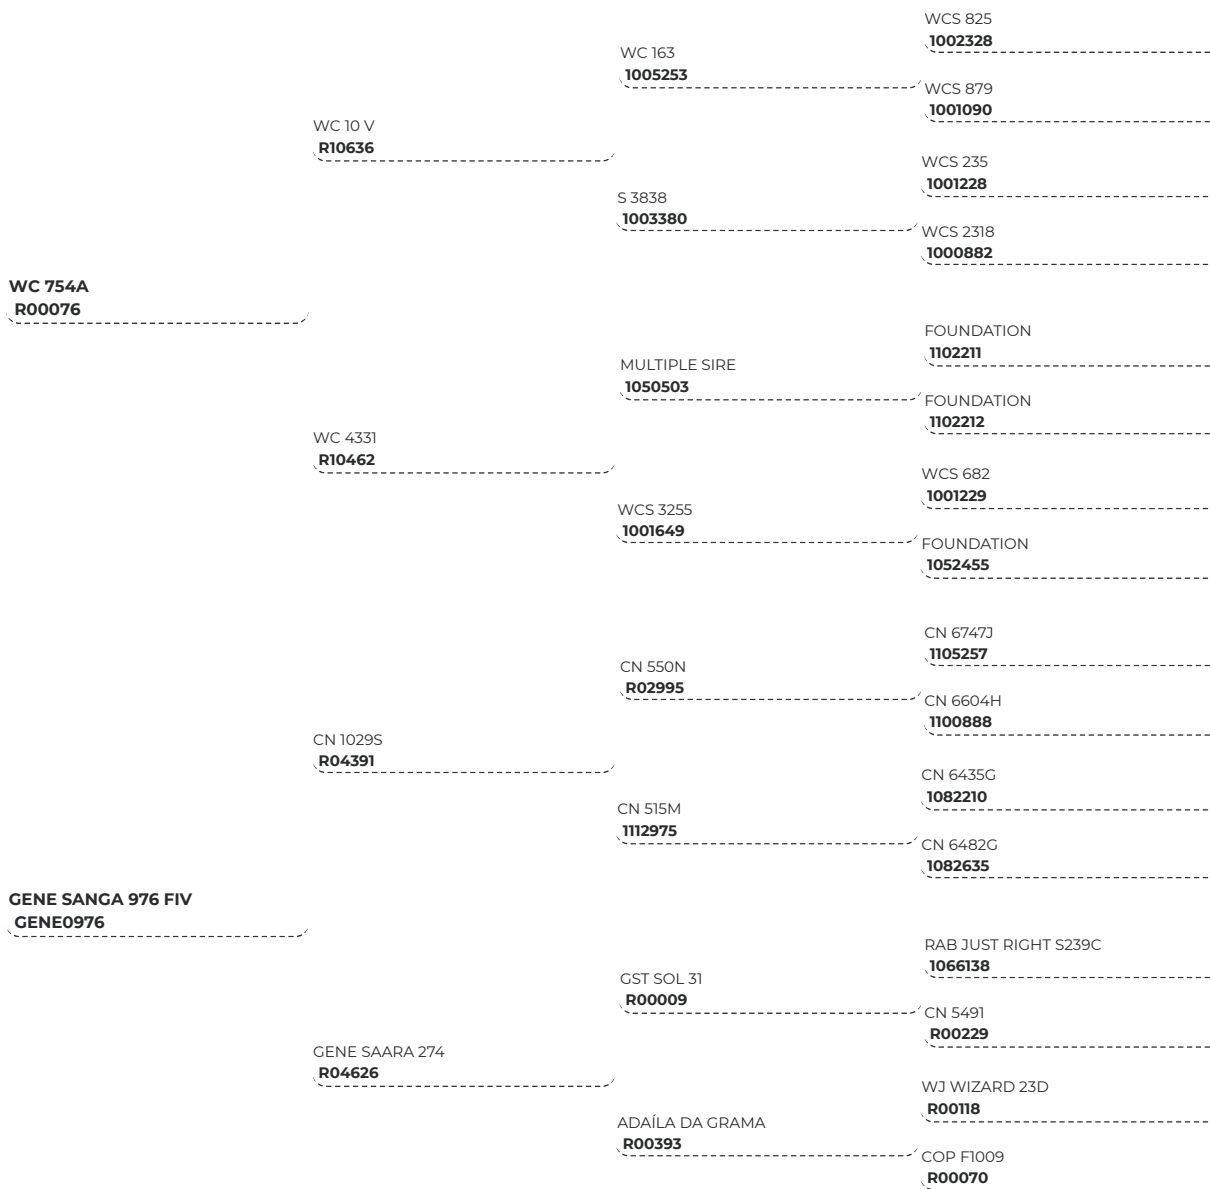 WCS 825
1002328
WC 163
1005253
WCS 879
1001090
WC 10 V
R10636
WCS 235
1001228
S 3838
1003380
WCS 2318
1000882
WC 754A
R00076
FOUNDATION
1102211
MULTIPLE SIRE
1050503
FOUNDATION
1102212
WC 4331
R10462
WCS 682
1001229
WCS 3255
1001649
FOUNDATION
1052455
CN 6747J
1105257
CN 550N
R02995
CN 6604H
1100888
CN 1029S
R04391
CN 6435G
1082210
CN 515M
1112975
CN 6482G
1082635
GENE SANGA 976 FIV
GENE0976
RAB JUST RIGHT S239C
1066138
GST SOL 31
R00009
CN 5491
R00229
GENE SAARA 274
R04626
WJ WIZARD 23D
R00118
ADAÍLA DA GRAMA
R00393
COP F1009
R00070